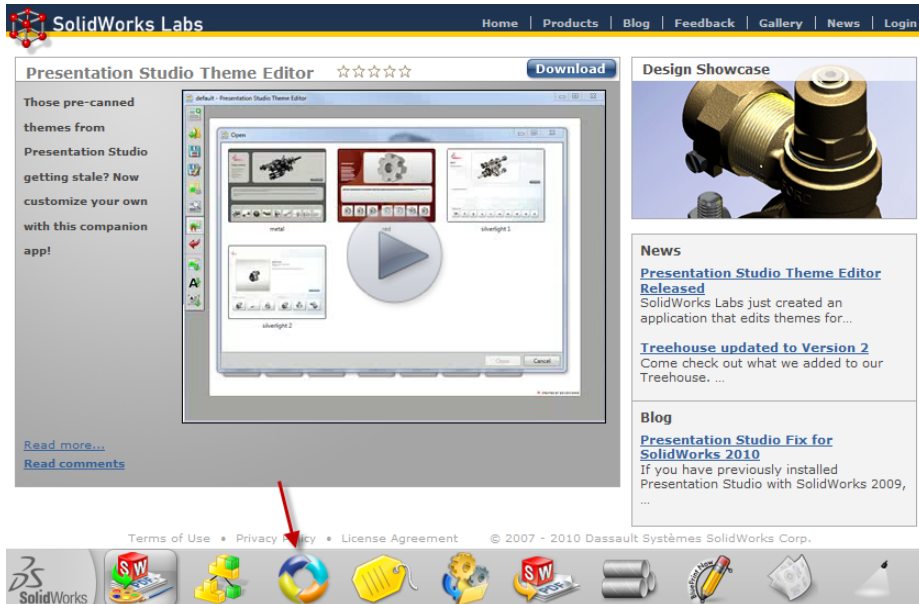 SolidWorks Labs
Home | Products | Blog | Feedback | Gallery | News | Login
Presentation Studio Theme Editor
Download
Those pre-canned
themes from
Presentation Studio
getting stale? Now
customize your own
with this companion
app!
default - Presentation Studio Theme Editor
Open
metal
red
silverlight 1
silverlight 2
Open
Cancel
Read more...
Read comments
Design Showcase
News
Presentation Studio Theme Editor
Released
SolidWorks Labs just created an
application that edits themes for...
Treehouse updated to Version 2
Come check out what we added to our
Treehouse. ...
Blog
Presentation Studio Fix for
SolidWorks 2010
If you have previously installed
Presentation Studio with SolidWorks 2009,
...
Terms of Use • Privacy Policy • License Agreement © 2007 - 2010 Dassault Systèmes SolidWorks Corp.
SolidWorks
SW
PDF
SW
PDF
BluePrint Now